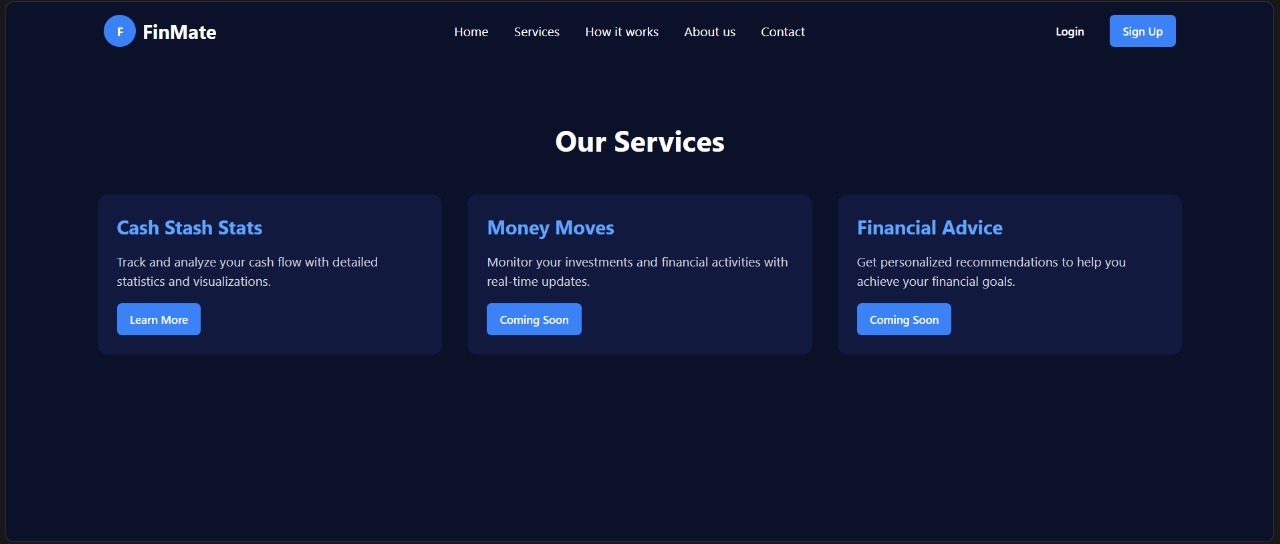 F FinMate Home Services How it works About us Contact Login Sign Up
Our Services
Cash Stash Stats
Track and analyze your cash flow with detailed
statistics and visualizations.
Learn More
Money Moves
Monitor your investments and financial activities with
real-time updates.
Coming Soon
Financial Advice
Get personalized recommendations to help you
achieve your financial goals.
Coming Soon